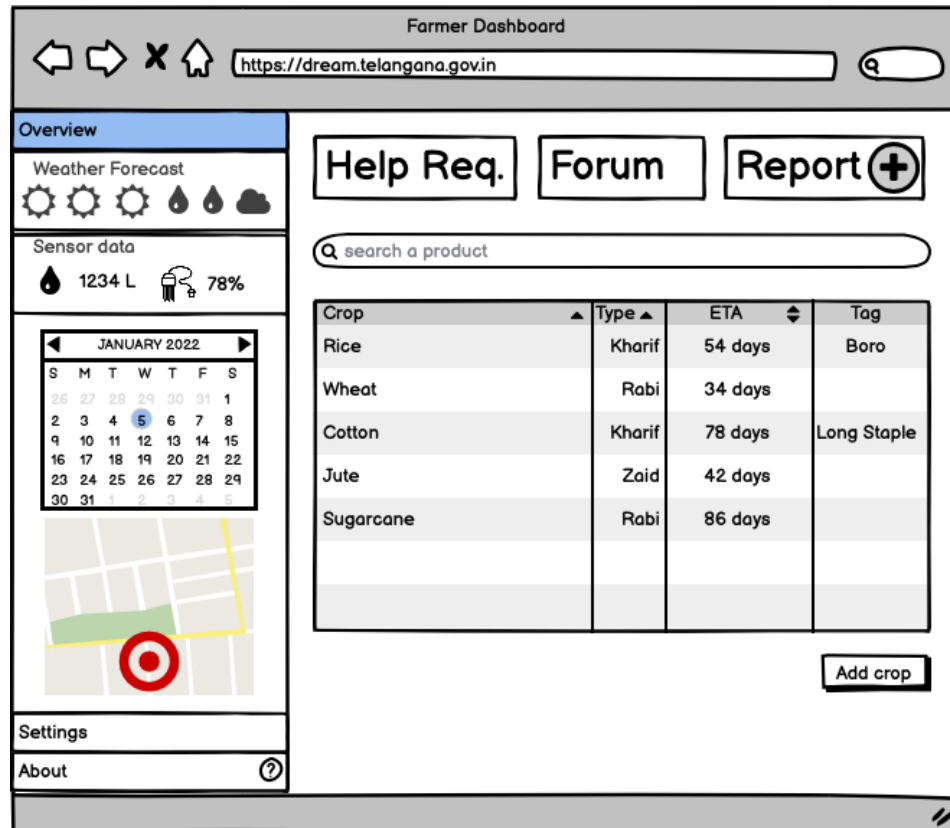 Farmer Dashboard
https://dream.telangana.gov.in
Overview
Weather Forecast
Sensor data
1234 L 78%
JANUARY 2022
S M T W T F S
26 27 28 29 30 31 1
2 3 4 5 6 7 8
9 10 11 12 13 14 15
16 17 18 19 20 21 22
23 24 25 26 27 28 29
30 31 1 2 3 4 5
Settings
About ?
Help Req. Forum Report
search a product
Crop Type ETA Tag
Rice Kharif 54 days Boro
Wheat Rabi 34 days
Cotton Kharif 78 days Long Staple
Jute Zaid 42 days
Sugarcane Rabi 86 days
Add crop